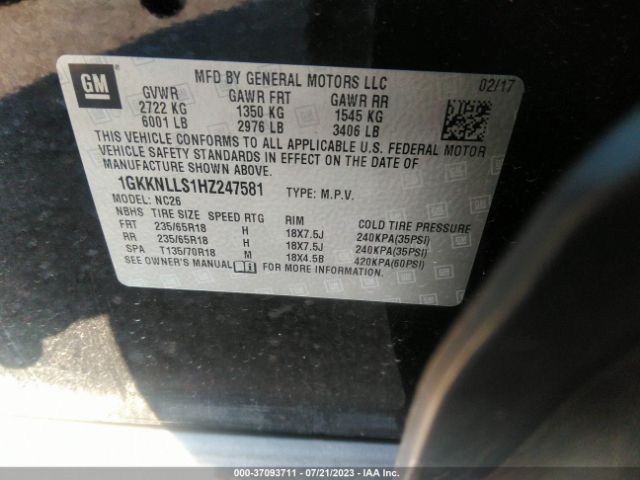 GM
MFD BY GENERAL MOTORS LLC
02/17
GVWR GAWR FRT GAWR RR
2722 KG 1350 KG 1545 KG
6001 LB 2976 LB 3406 LB
THIS VEHICLE CONFORMS TO ALL APPLICABLE U.S. FEDERAL MOTOR
VEHICLE SAFETY STANDARDS IN EFFECT ON THE DATE OF
MANUFACTURE SHOWN ABOVE.
1GKKNLLS1HZ247581 TYPE: M.P.V.
MODEL: NC26
NBHS TIRE SIZE SPEED RTG RIM COLD TIRE PRESSURE
FRT 235/65R18 H 18X7.5J 240KPA(35PSI)
RR 235/65R18 H 18X7.5J 240KPA(35PSI)
SPA T135/70R18 M 18X4.5B 420KPA(60PSI)
SEE OWNER'S MANUAL FOR MORE INFORMATION.
000-37093711 - 07/21/2023 - IAA Inc.